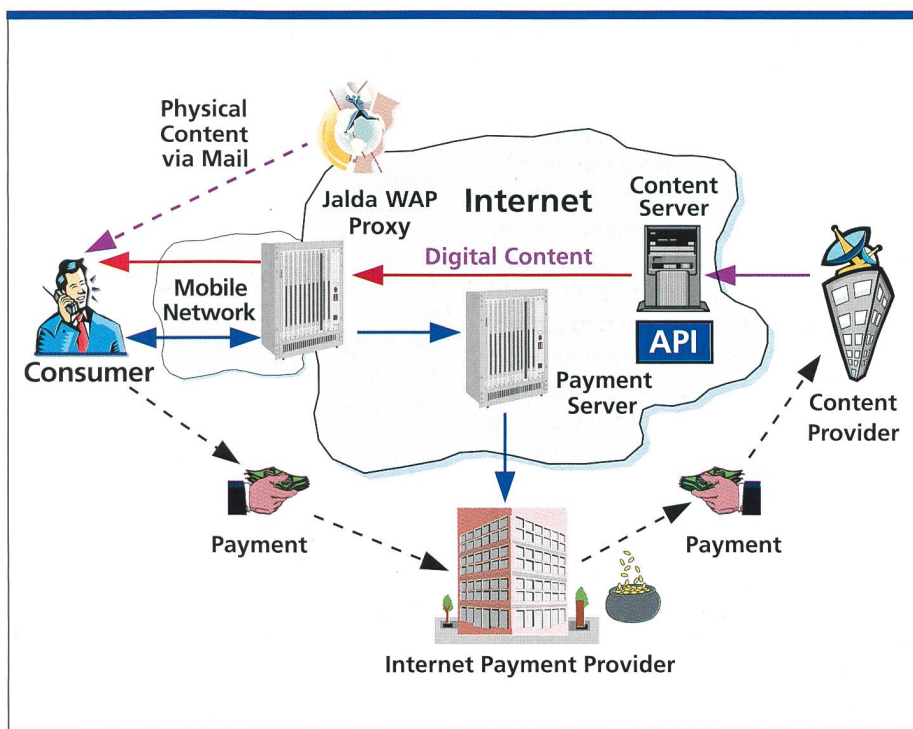 Physical
Content
via Mail
Jalda WAP
Proxy
Internet
Content
Server
Digital Content
Mobile
Network
API
Consumer
Payment
Server
Content
Provider
Payment
Payment
Internet Payment Provider